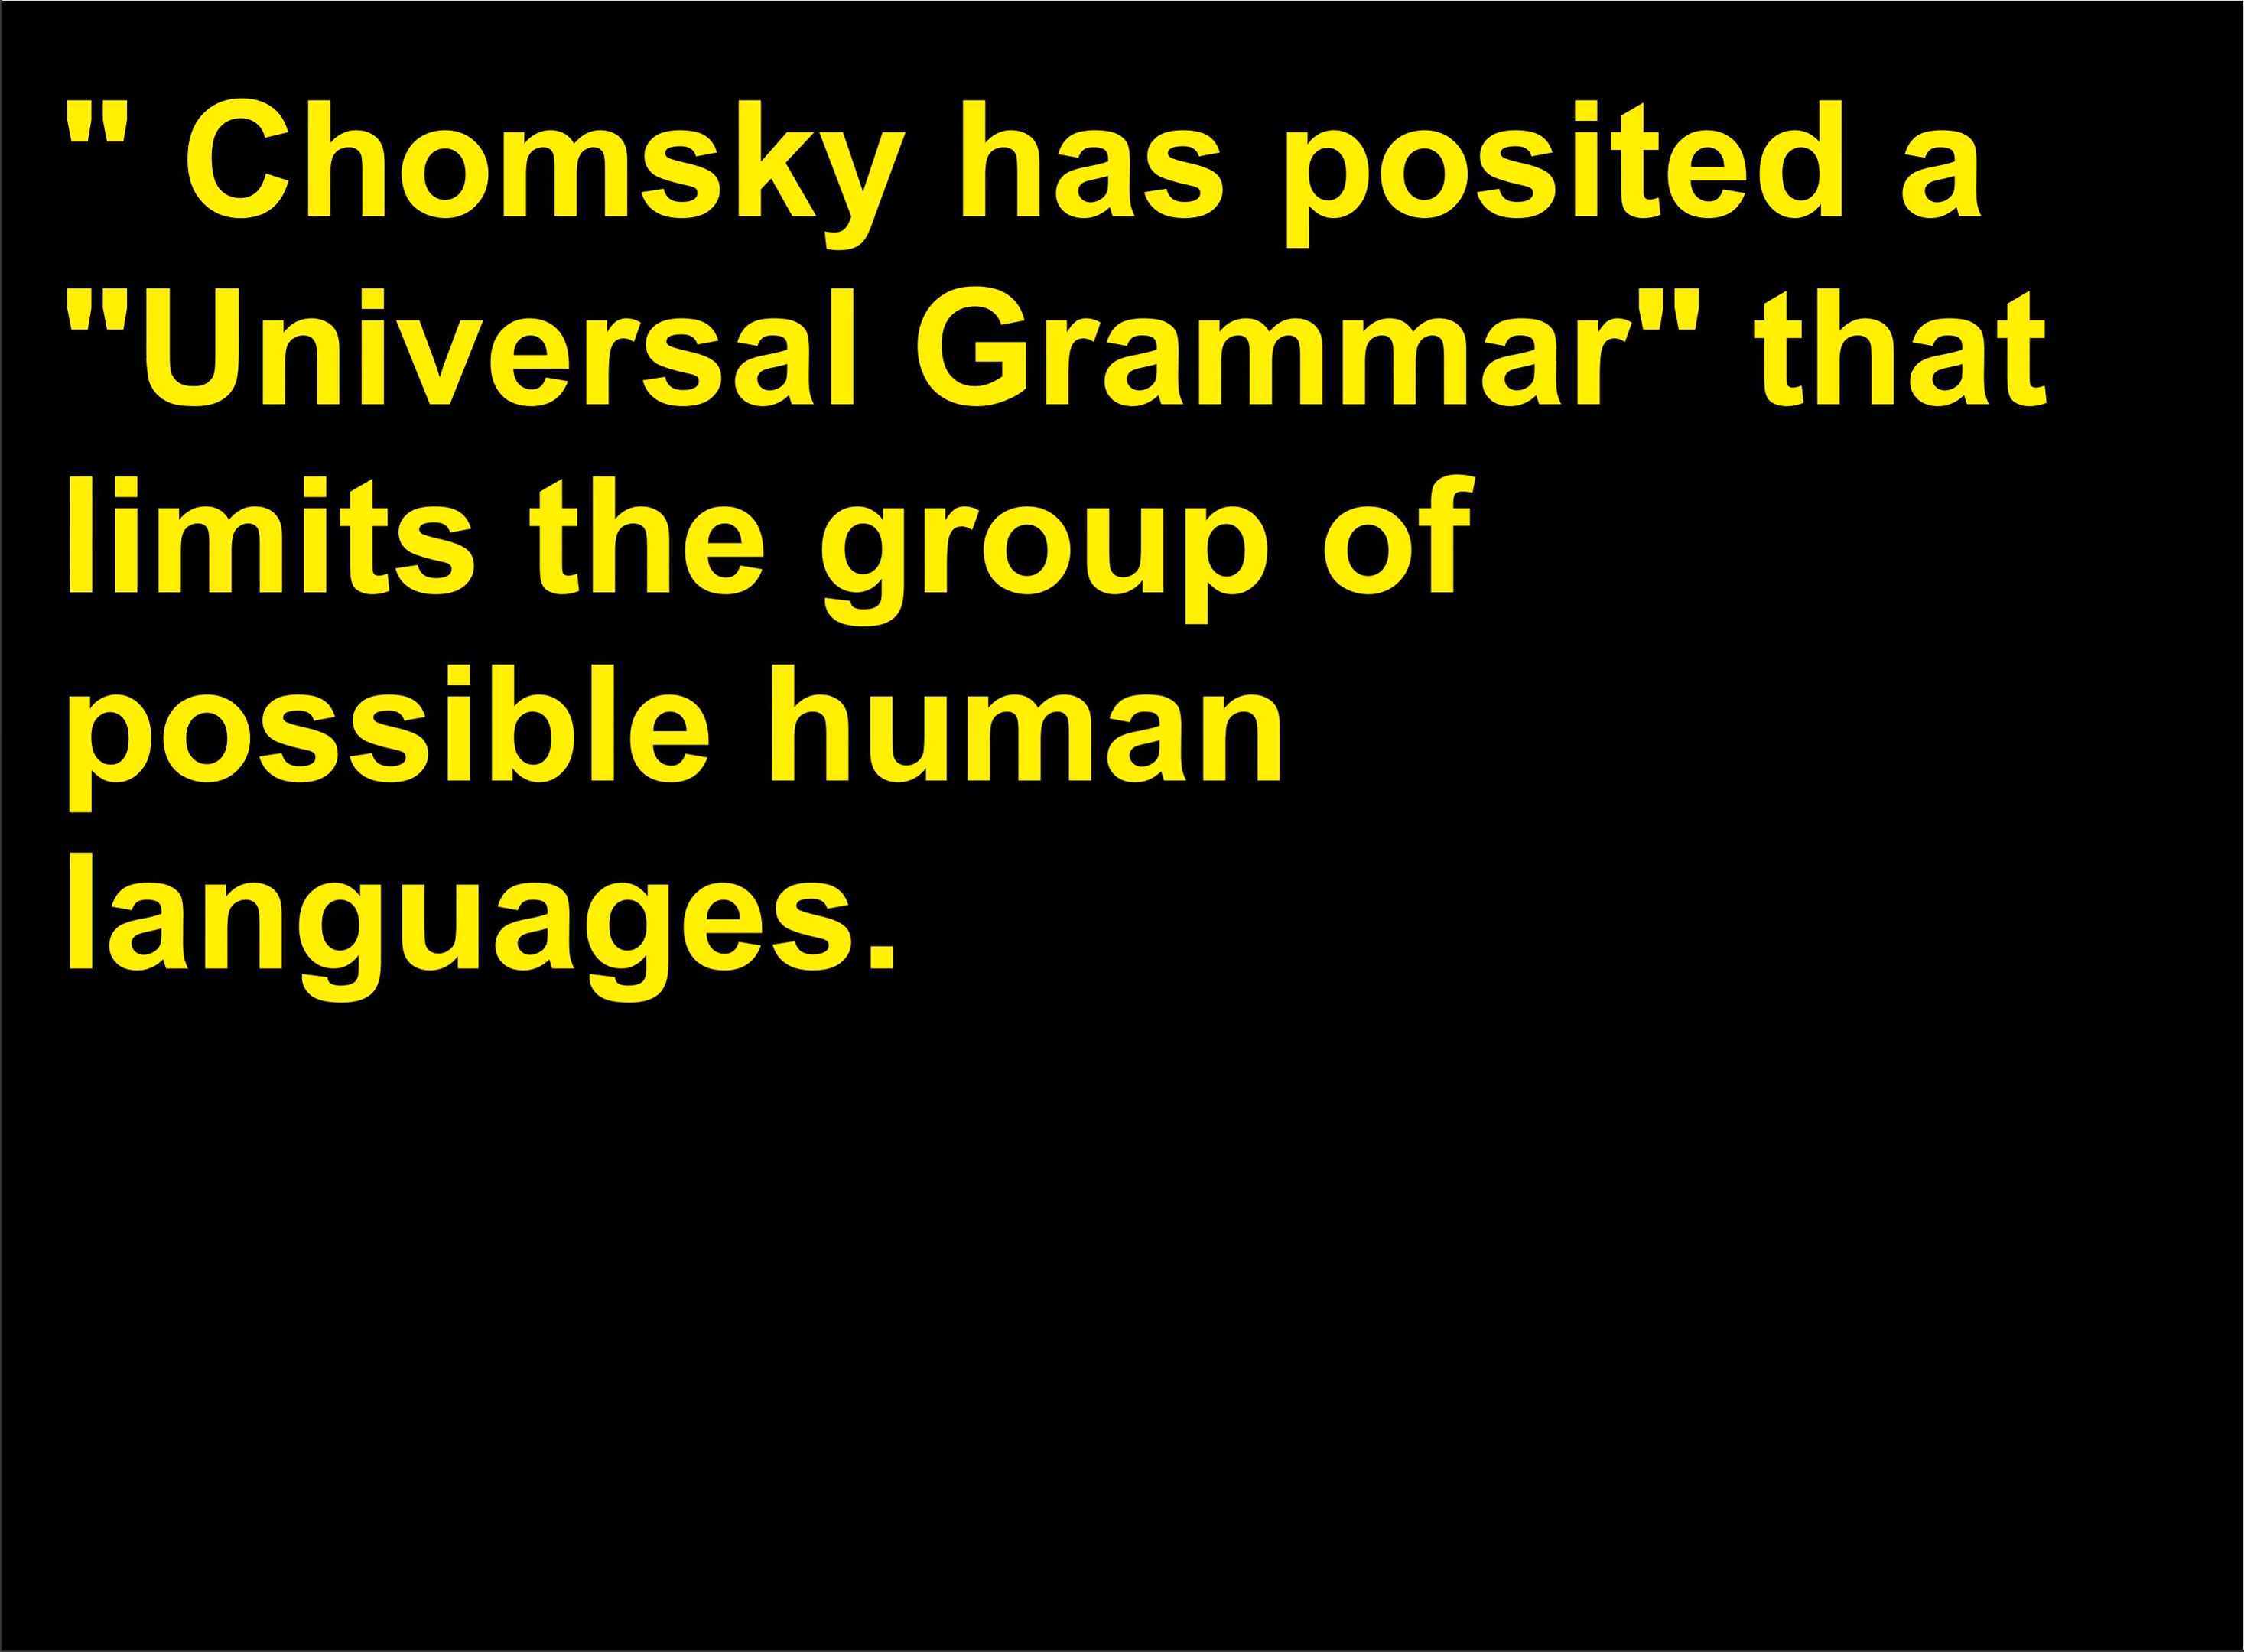 " Chomsky has posited a
"Universal Grammar" that
limits the group of
possible human
languages.